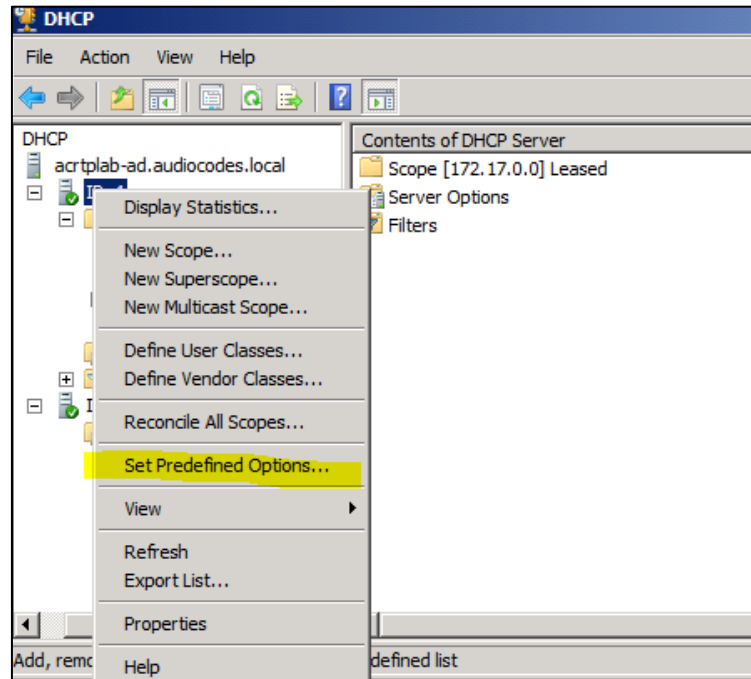 DHCP
File Action View Help
DHCP
Contents of DHCP Server
acrtplab-ad.audiocodes.local
Scope [172.17.0.0] Leased
Server Options
Filters
Display Statistics...
New Scope...
New Superscope...
New Multicast Scope...
Define User Classes...
Define Vendor Classes...
Reconcile All Scopes...
Set Predefined Options...
View
Refresh
Export List...
Properties
Help
Add, remo
defined list